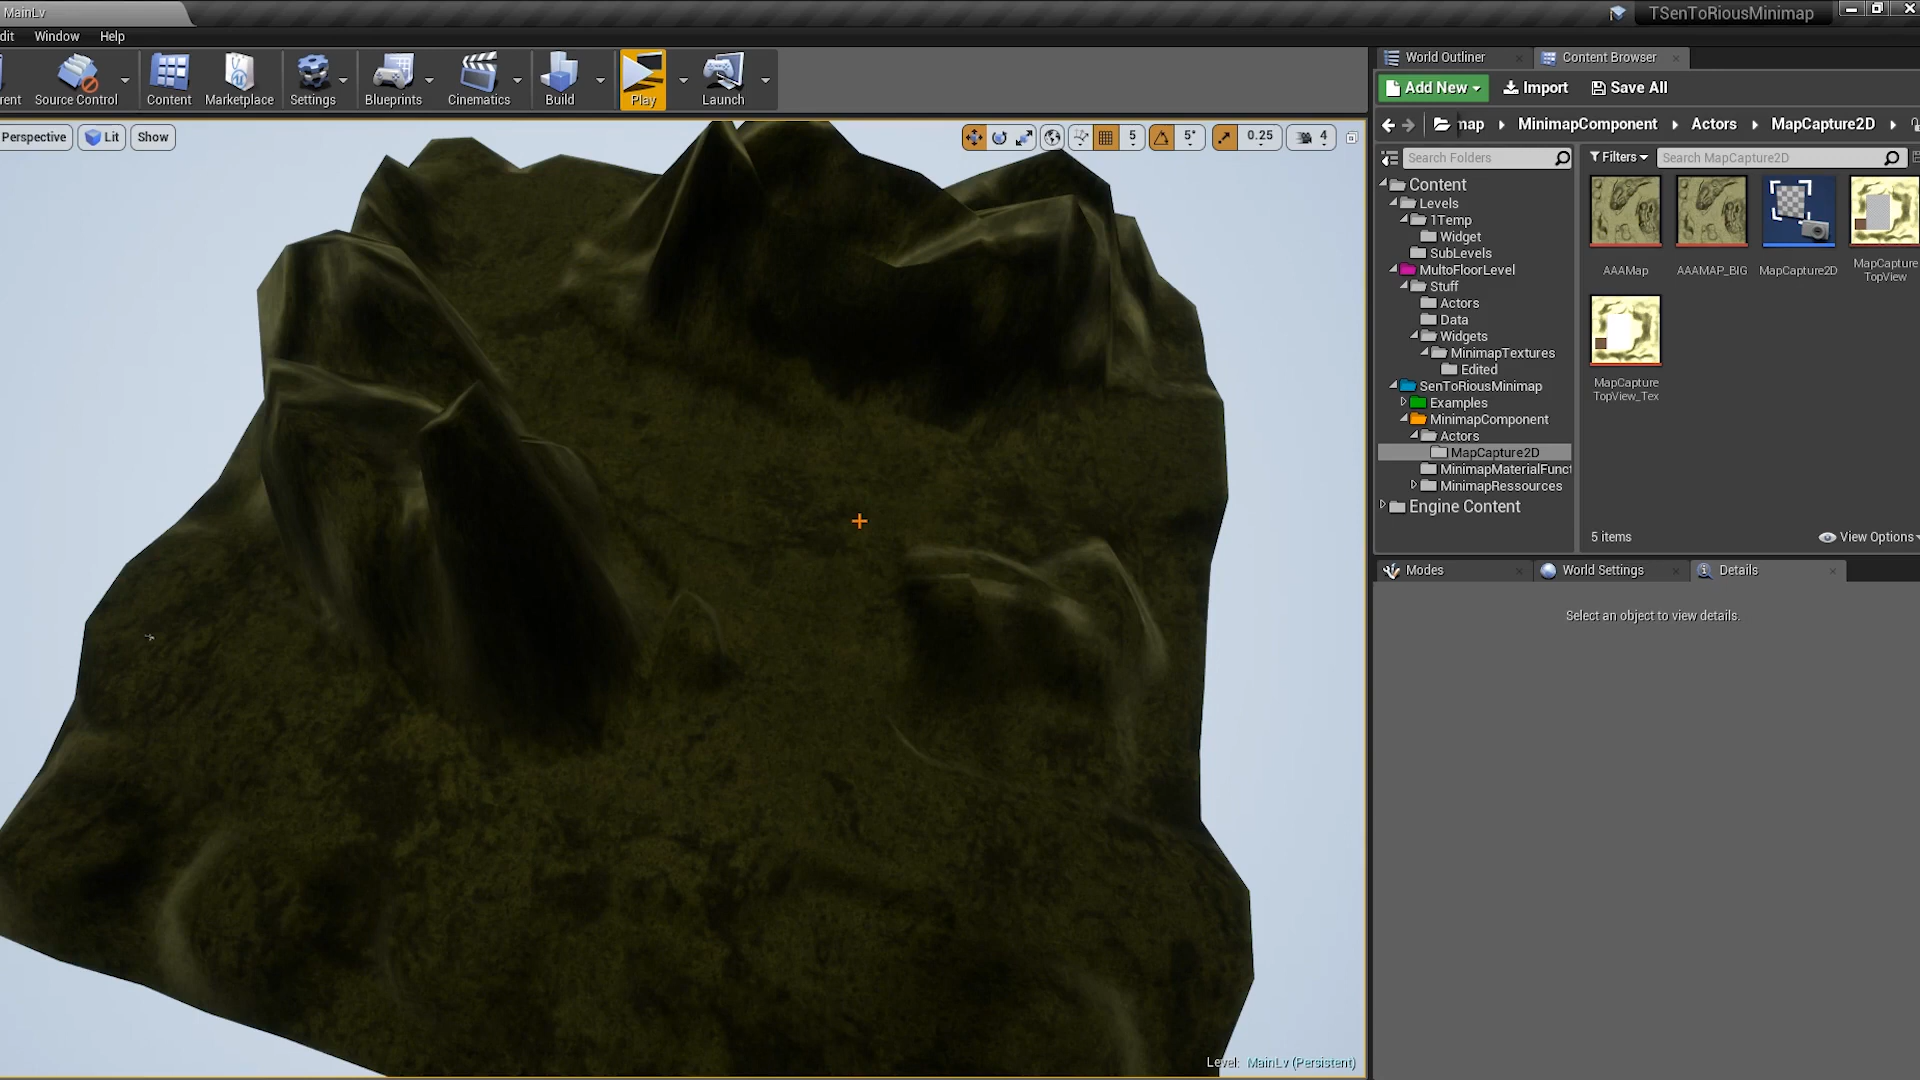 MainLv
TSenToRiousMinimap
dit Window Help
rent Source Control Content Marketplace Settings Blueprints Cinematics Build Play Launch
Perspective Lit Show 5 5° 0.25 4
World Outliner Content Browser
Add New Import Save All
map MinimapComponent Actors MapCapture2D
Search Folders Filters Search MapCapture2D
Content
Levels
1Temp
Widget
SubLevels
MultoFloorLevel
Stuff
Actors
Data
Widgets
MinimapTextures
Edited
SenToRiousMinimap
Examples
MinimapComponent
Actors
MapCapture2D
MinimapMaterialFunct
MinimapRessources
Engine Content
AAAMap AAAMAP_BIG MapCapture2D MapCapture
TopView
MapCapture
TopView_Tex
5 items View Options
Modes World Settings Details
Select an object to view details.
Level: MainLv (Persistent)